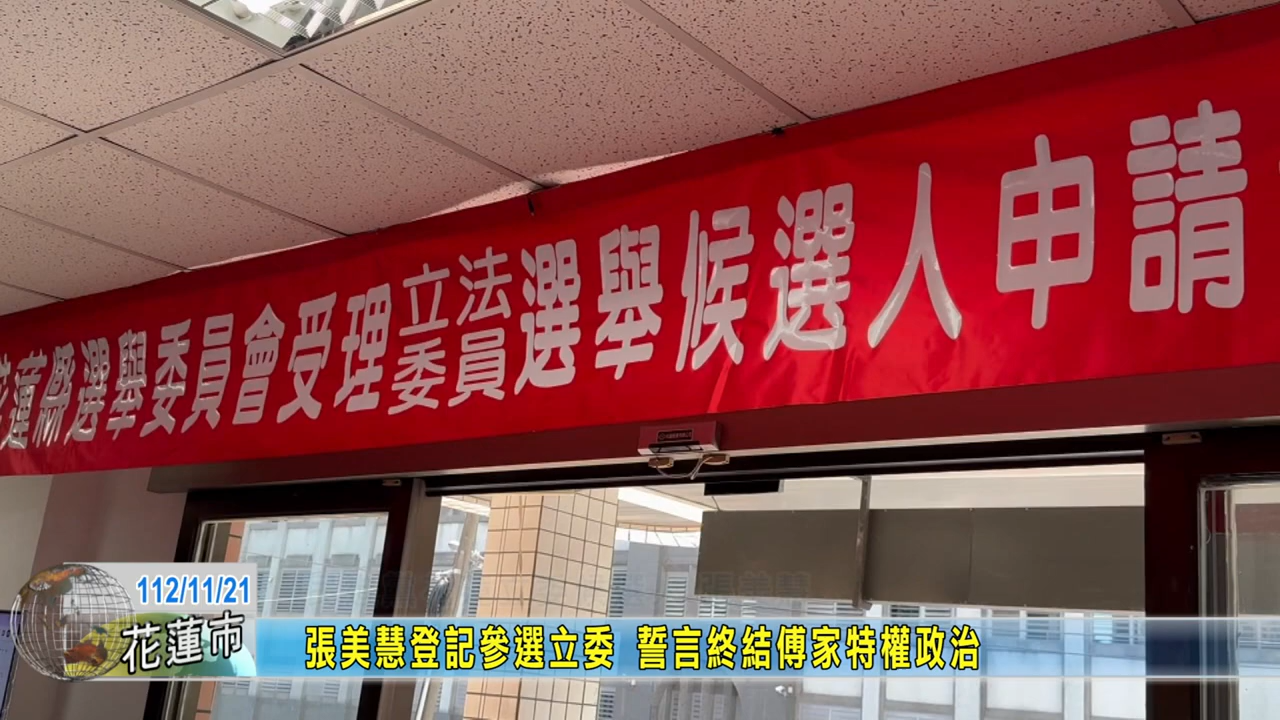 花蓮縣選舉委員會受理立法委員選舉候選人申請
112/11/21
花蓮市
張美慧登記參選立委 誓言終結傅家特權政治